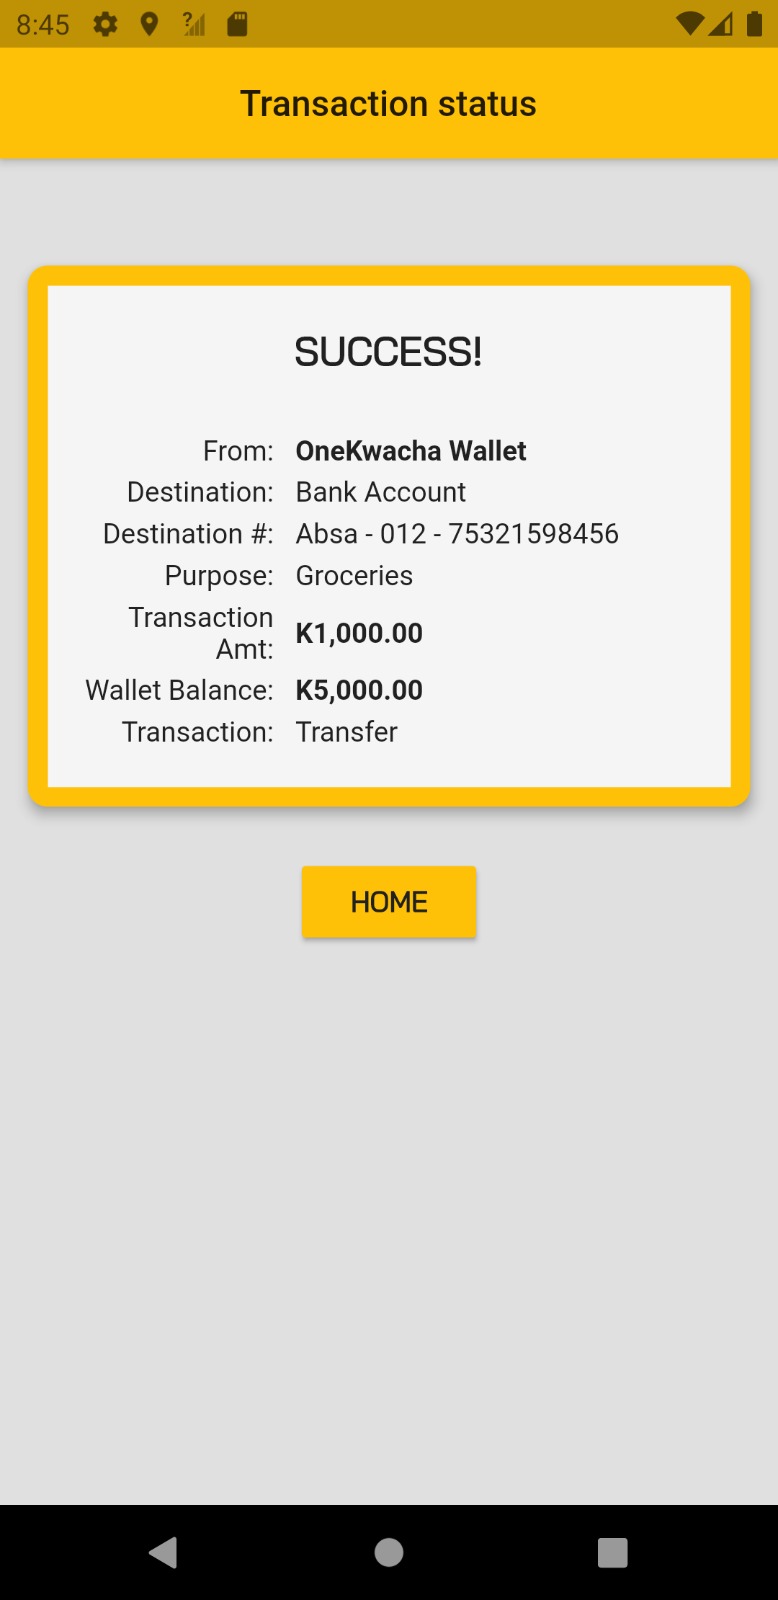 8:45
Transaction status
SUCCESS!
From: OneKwacha Wallet
Destination: Bank Account
Destination #: Absa - 012 - 75321598456
Purpose: Groceries
Transaction
Amt: K1,000.00
Wallet Balance: K5,000.00
Transaction: Transfer
HOME